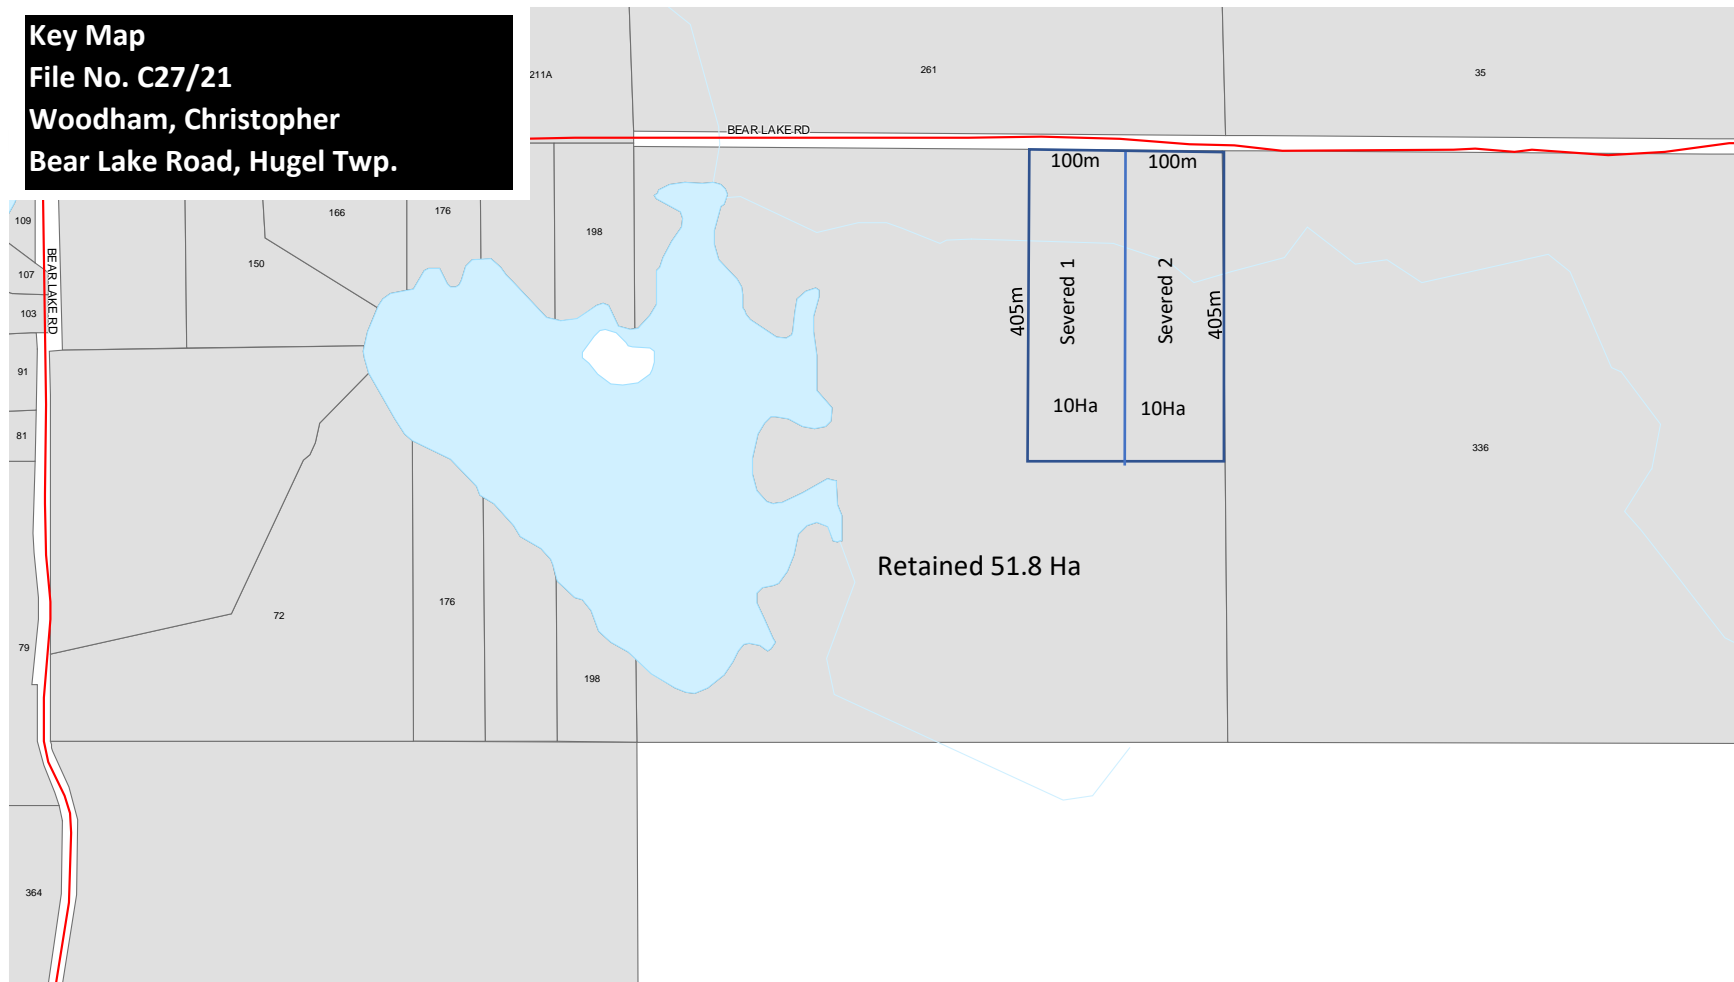 Key Map
File No. C27/21
Woodham, Christopher
Bear Lake Road, Hugel Twp.
211A
261
35
BEAR LAKE RD
100m
100m
109
166
176
198
150
107
103
BEAR LAKE RD
405m
Severed 1
Severed 2
405m
91
10Ha
10Ha
81
336
Retained 51.8 Ha
176
72
79
198
364